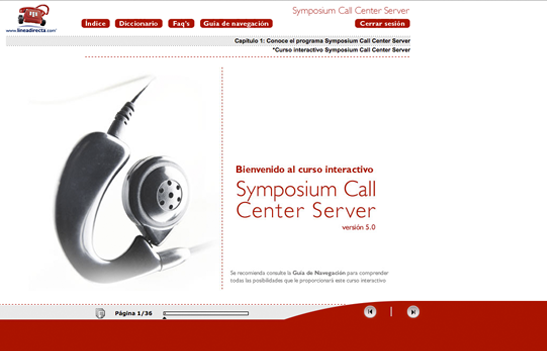 Symposium Call Center Server
www.lineadirecta.com
Índice Diccionario Faq's Guía de navegación Cerrar sesión
Capítulo 1: Conoce el programa Symposium Call Center Server
*Curso interactivo Symposium Call Center Server
Bienvenido al curso interactivo
Symposium Call
Center Server
versión 5.0
Se recomienda consulte la Guía de Navegación para comprender
todas las posibilidades que le proporcionará este curso interactivo.
Página 1/36